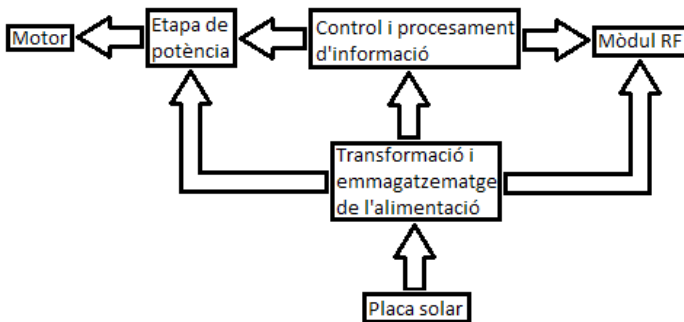 Motor
Etapa de
potència
Control i procesament
d'informació
Mòdul RF
Transformació i
emmagatzematge
de l'alimentació
Placa solar